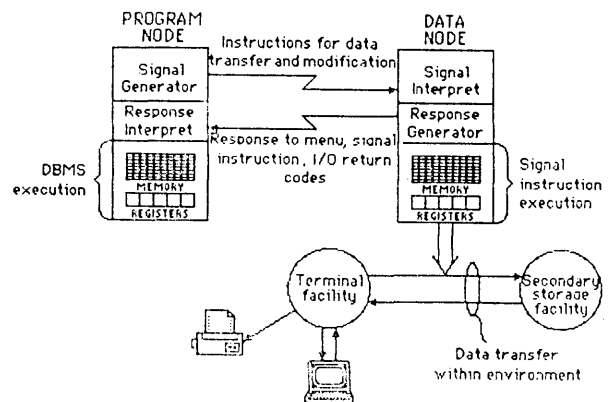 PROGRAM
NODE
DATA
NODE
Instructions for data
transfer and modification
Signal
Generator
Signal
Interpret
Response
Interpret
Response
Generator
Response to menu, signal
instruction, I/O return
codes
DBMS
execution
MEMORY
REGISTERS
MEMORY
REGISTERS
Signal
instruction
execution
Terminal
facility
Secondary
storage
facility
Data transfer
within environment